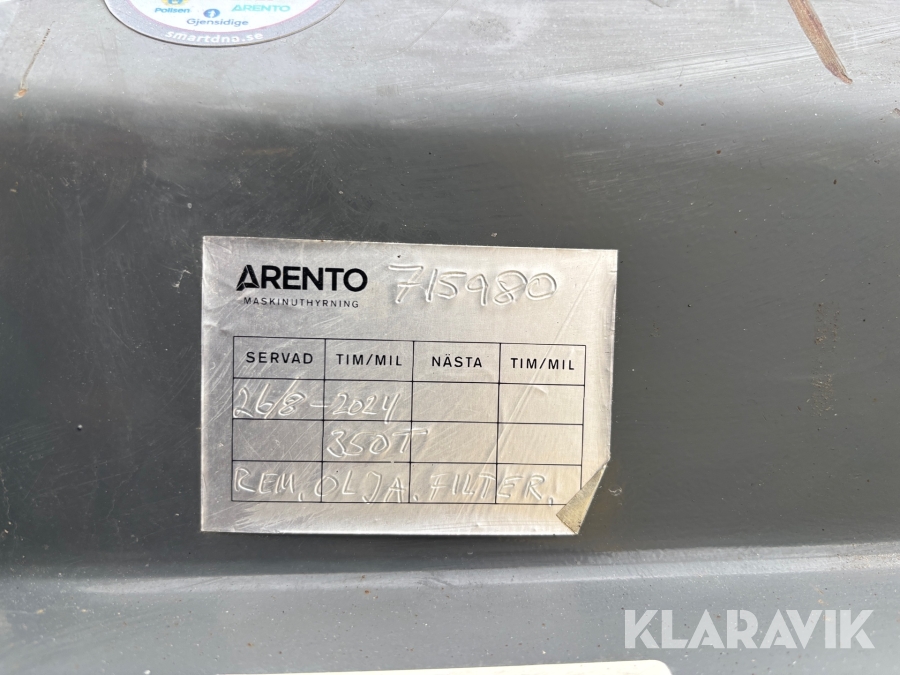 Polisen ARENTO
Gjensidige
smartdna.se
ARENTO 715980
MASKINUTHYRNING
SERVAD TIM/MIL NÄSTA TIM/MIL
26/8-2024
350T
REM. OLJA. FILTER.
KLARAVIK